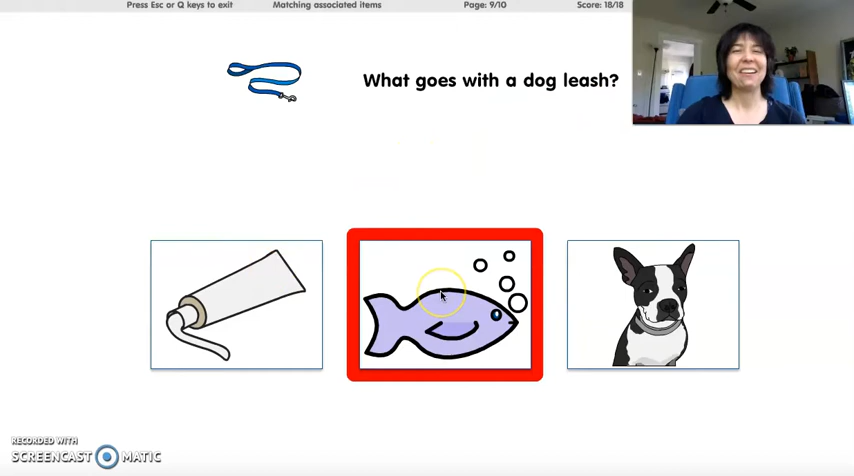 Press Esc or Q keys to exit Matching associated items Page: 9/10 Score: 18/18
What goes with a dog leash?
RECORDED WITH
SCREENCAST MATIC